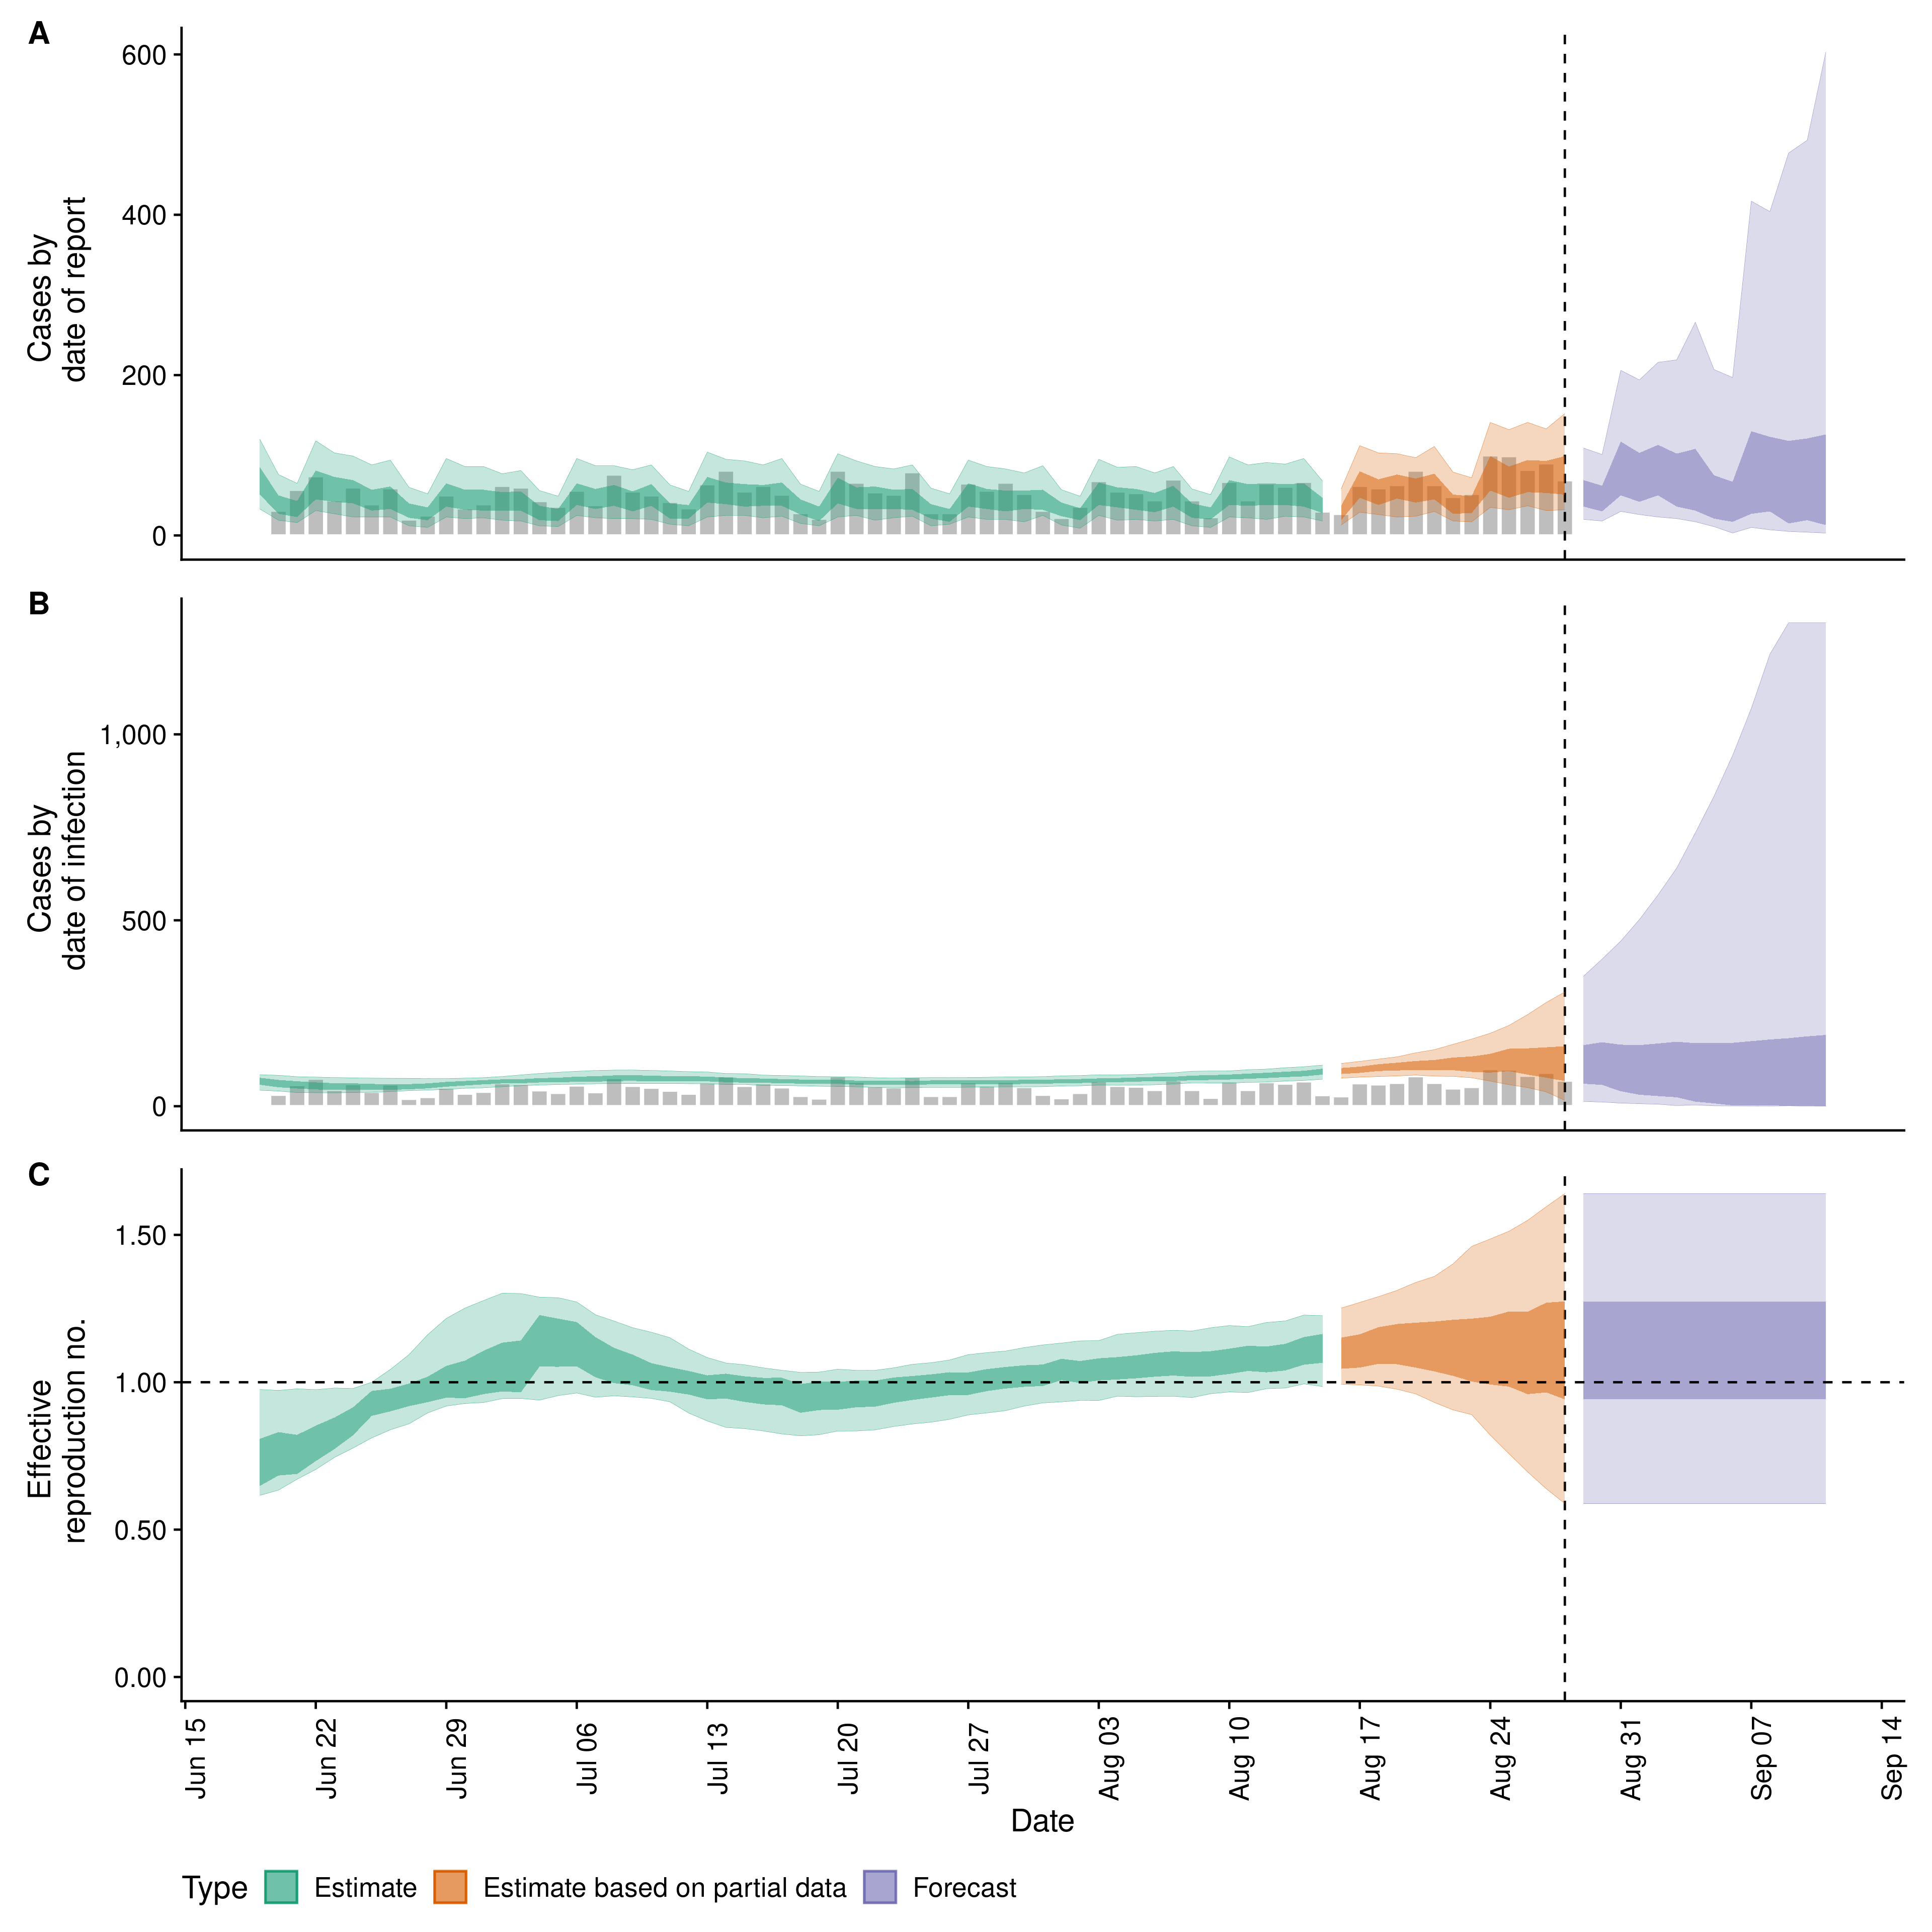 A
Cases by
date of report
600
400
200
0
B
Cases by
date of infection
1,000
500
0
C
Effective
reproduction no.
1.50
1.00
0.50
0.00
Jun 15
Jun 22
Jun 29
Jul 06
Jul 13
Jul 20
Jul 27
Aug 03
Aug 10
Aug 17
Aug 24
Aug 31
Sep 07
Sep 14
Date
Type Estimate Estimate based on partial data Forecast